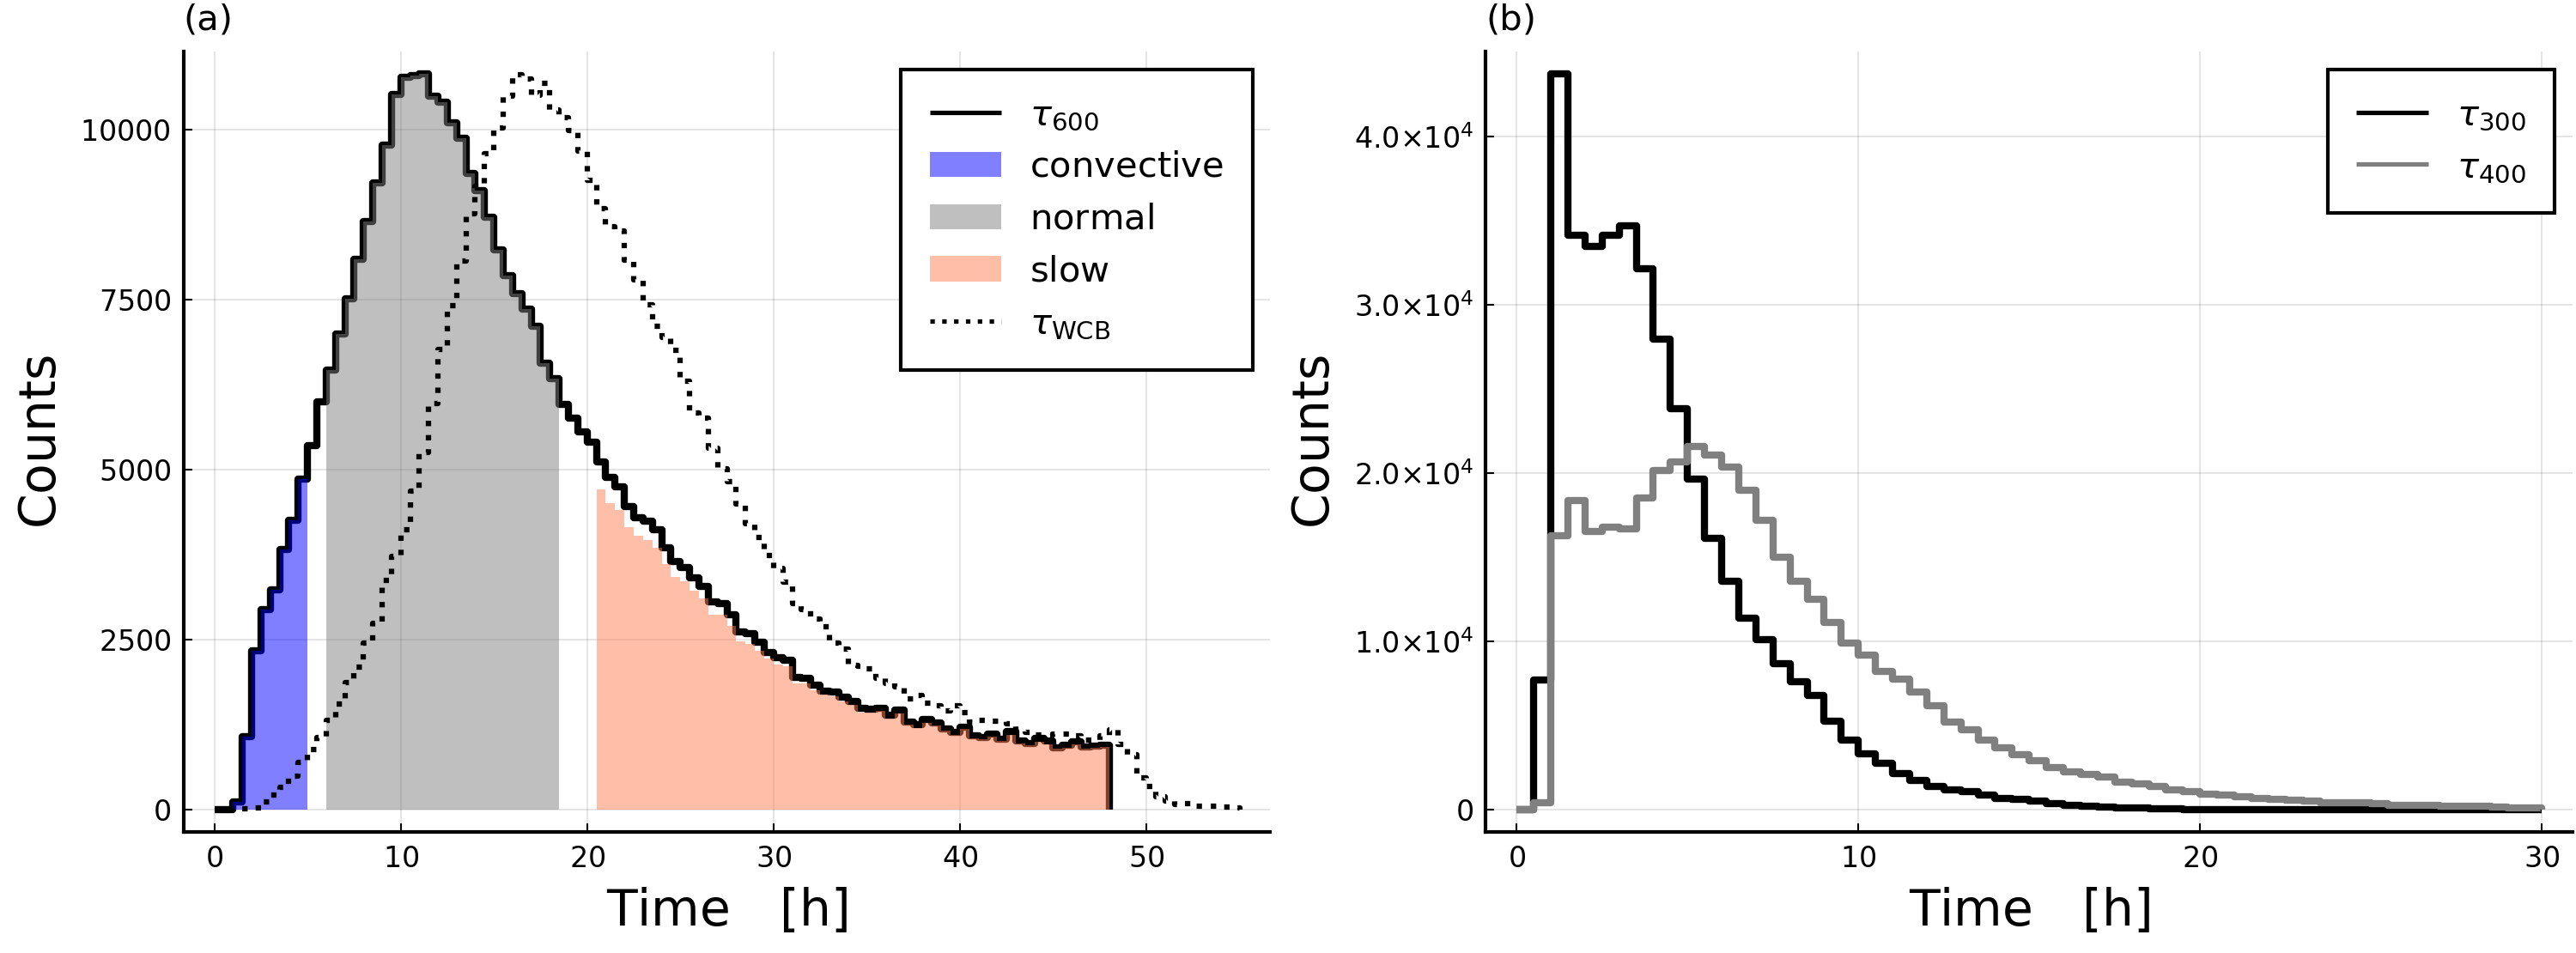 (a)
10000
7500
5000
2500
0
Counts
0 10 20 30 40 50
Time [h]
τ600
convective
normal
slow
τWCB
(b)
4.0×10⁴
3.0×10⁴
2.0×10⁴
1.0×10⁴
0
Counts
0 10 20 30
Time [h]
τ300
τ400